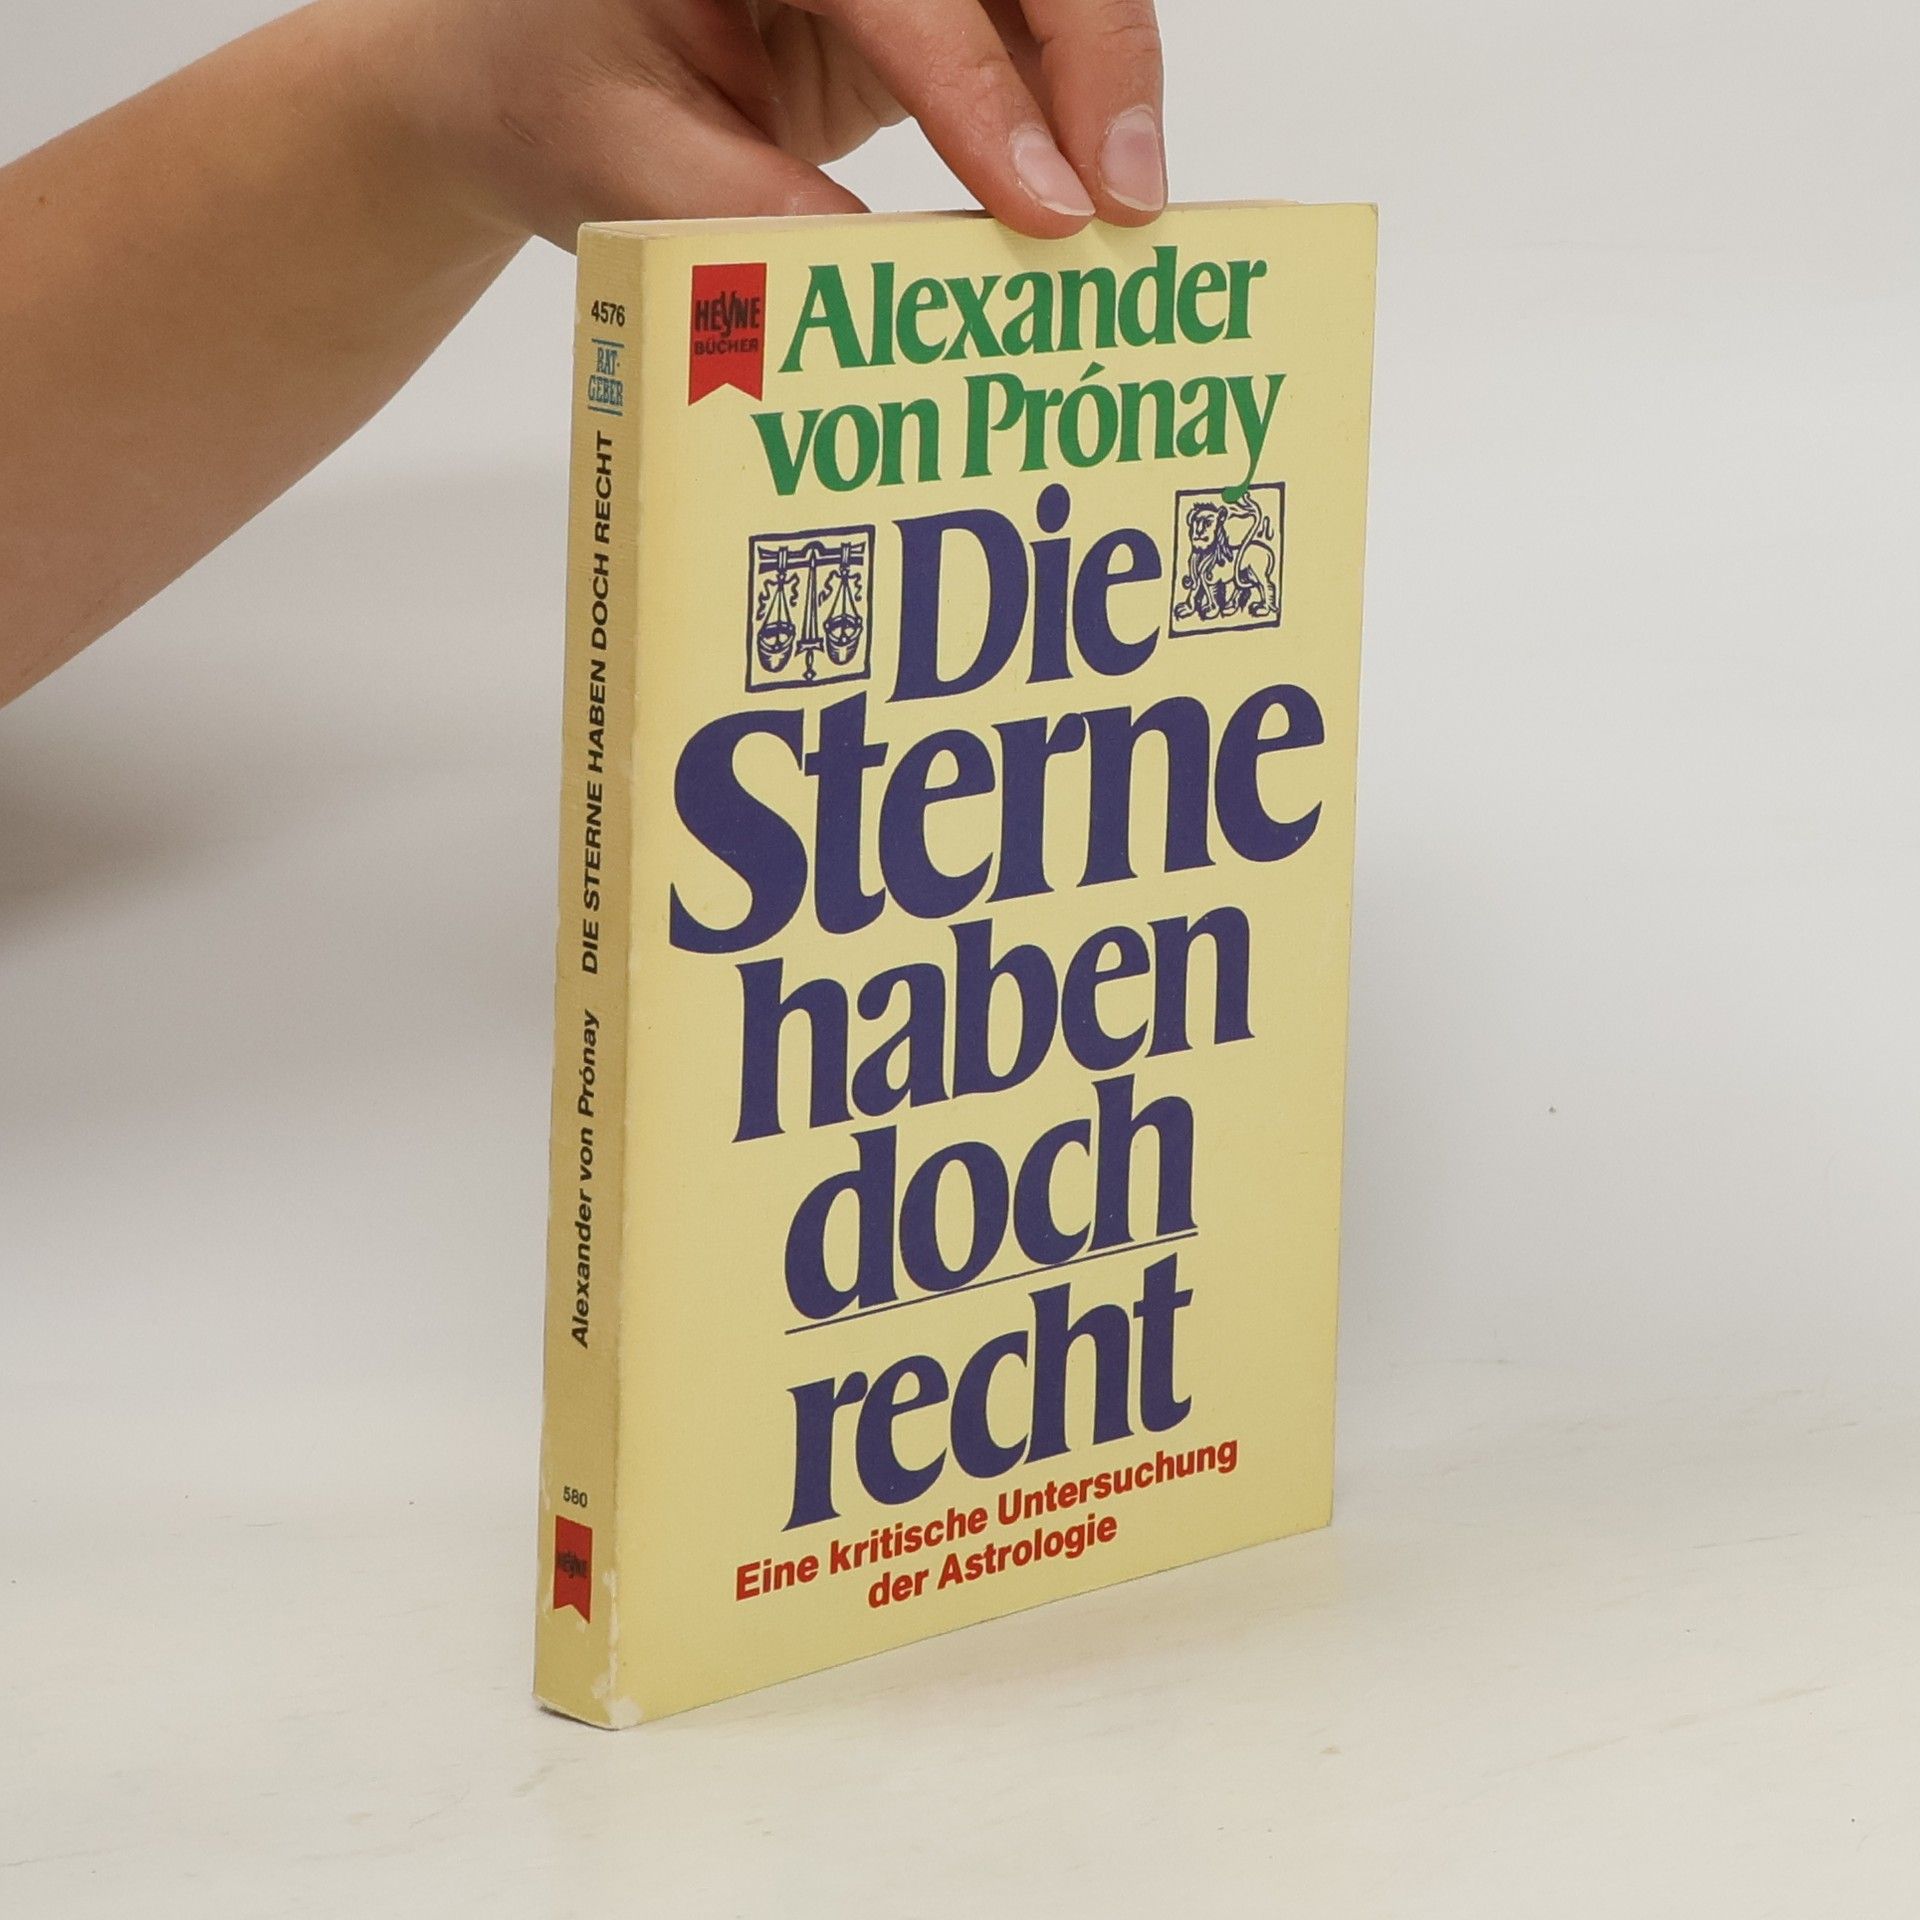 4576
RAT-
GEBER
Alexander von Prónay DIE STERNE HABEN DOCH RECHT
580
HEYNE
HEYNE
BÜCHER
Alexander
von Prónay
Die
Sterne
haben
doch
recht
Eine kritische Untersuchung
der Astrologie